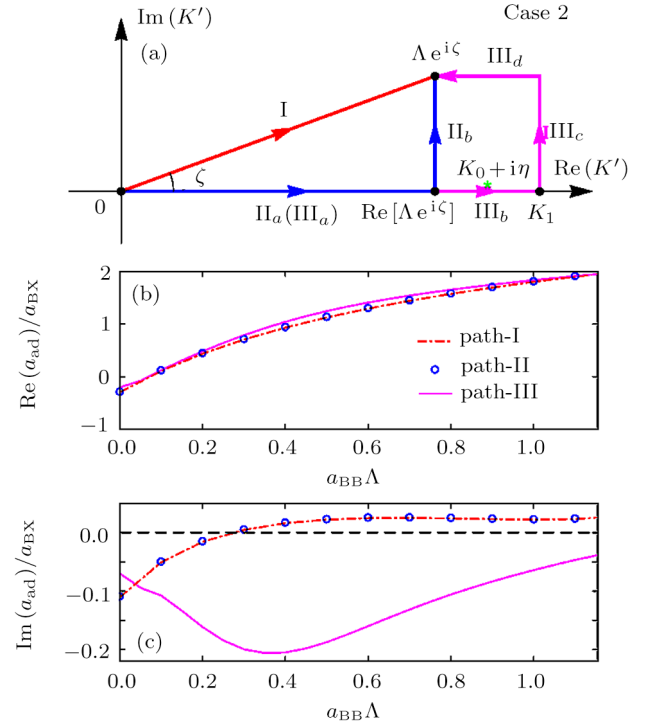 Im (K′)
Case 2
(a)
Λ e^{iζ}
III_d
I
II_b
III_c
ζ
K_0 + iη
Re (K′)
0
II_a(III_a)
Re [Λ e^{iζ}]
III_b
K_1
2
(b)
1
path-I
0
path-II
path-III
−1
Re (a_ad)/a_BX
0.0 0.2 0.4 0.6 0.8 1.0
a_BBΛ
0.0
−0.1
−0.2
(c)
Im (a_ad)/a_BX
0.0 0.2 0.4 0.6 0.8 1.0
a_BBΛ